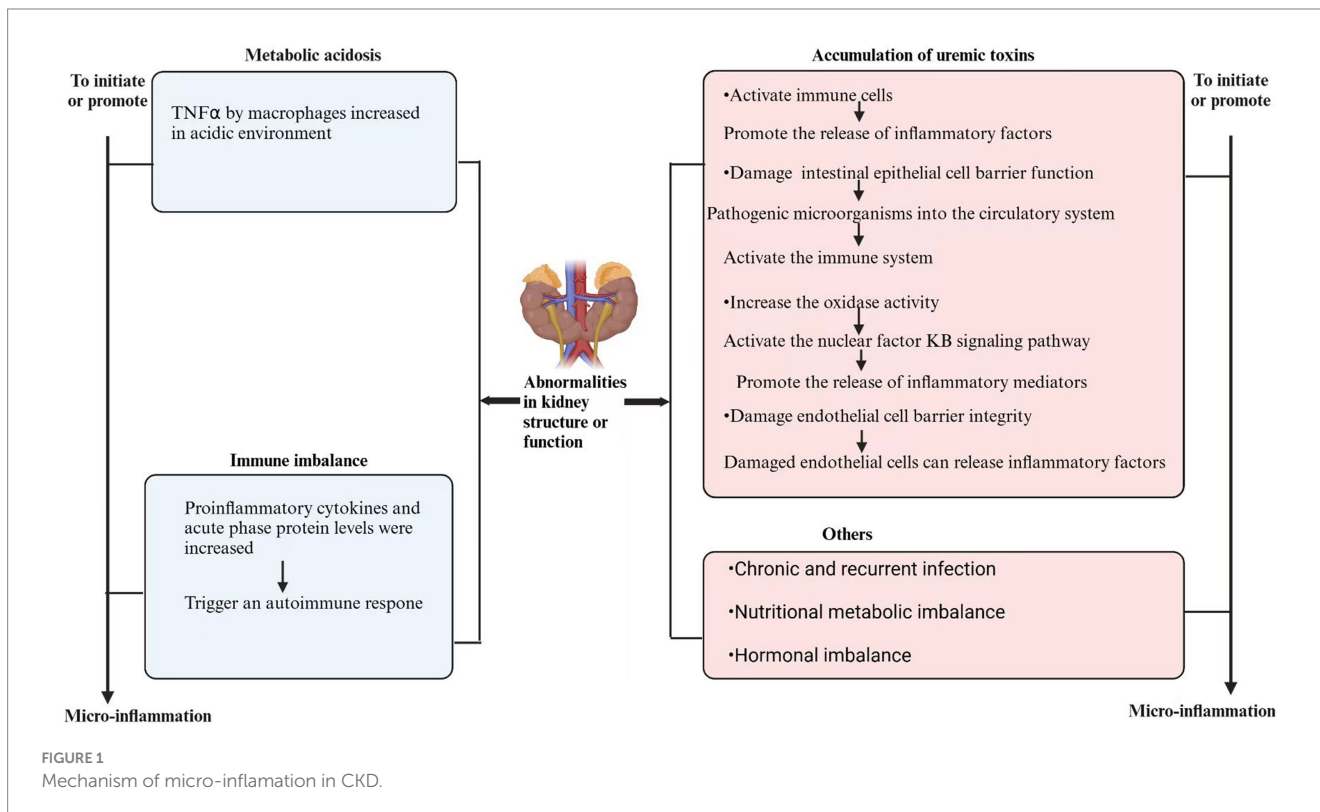 Metabolic acidosis
To initiate
or promote
TNFα by macrophages increased
in acidic environment
Immune imbalance
Proinflammatory cytokines and
acute phase protein levels were
increased
Trigger an autoimmune respone
Micro-inflammation
Abnormalities
in kidney
structure or
function
Accumulation of uremic toxins
To initiate
or promote
•Activate immune cells
Promote the release of inflammatory factors
•Damage intestinal epithelial cell barrier function
Pathogenic microorganisms into the circulatory system
Activate the immune system
•Increase the oxidase activity
Activate the nuclear factor KB signaling pathway
Promote the release of inflammatory mediators
•Damage endothelial cell barrier integrity
Damaged endothelial cells can release inflammatory factors
Others
•Chronic and recurrent infection
•Nutritional metabolic imbalance
•Hormonal imbalance
Micro-inflammation
FIGURE 1
Mechanism of micro-inflamation in CKD.